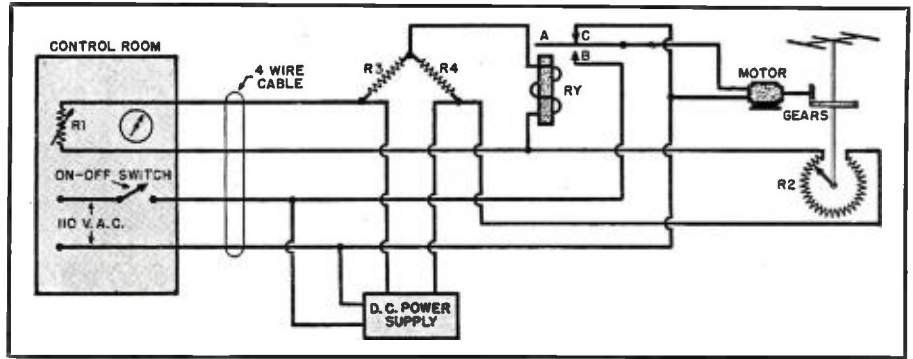 CONTROL ROOM
4 WIRE
CABLE
R1
ON-OFF SWITCH
110 V. A.C.
R3
R4
A
C
B
RY
MOTOR
GEARS
R2
D. C. POWER
SUPPLY